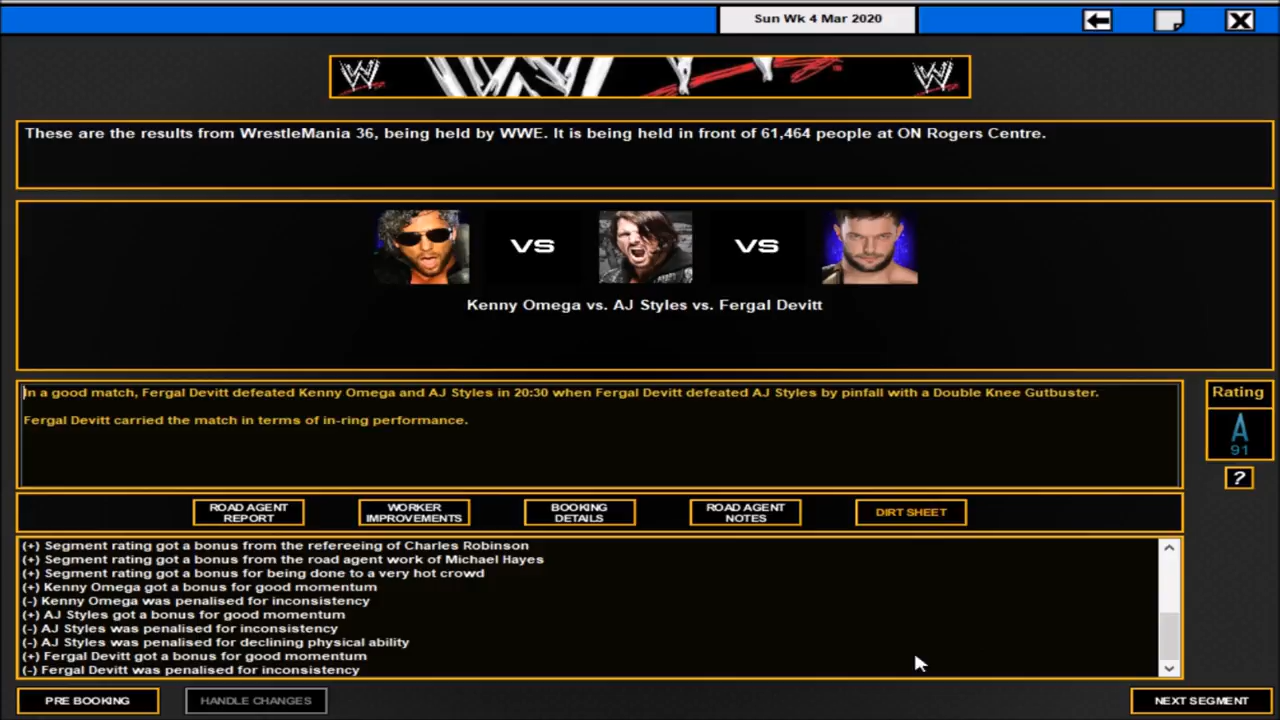 Sun Wk 4 Mar 2020
These are the results from WrestleMania 36, being held by WWE. It is being held in front of 61,464 people at ON Rogers Centre.
VS VS
Kenny Omega vs. AJ Styles vs. Fergal Devitt
In a good match, Fergal Devitt defeated Kenny Omega and AJ Styles in 20:30 when Fergal Devitt defeated AJ Styles by pinfall with a Double Knee Gutbuster.
Fergal Devitt carried the match in terms of in-ring performance.
Rating
A
91
?
ROAD AGENT
REPORT
WORKER
IMPROVEMENTS
BOOKING
DETAILS
ROAD AGENT
NOTES
DIRT SHEET
(+) Segment rating got a bonus from the refereeing of Charles Robinson
(+) Segment rating got a bonus from the road agent work of Michael Hayes
(+) Segment rating got a bonus for being done to a very hot crowd
(+) Kenny Omega got a bonus for good momentum
(-) Kenny Omega was penalised for inconsistency
(+) AJ Styles got a bonus for good momentum
(-) AJ Styles was penalised for inconsistency
(-) AJ Styles was penalised for declining physical ability
(+) Fergal Devitt got a bonus for good momentum
(-) Fergal Devitt was penalised for inconsistency
PRE BOOKING
HANDLE CHANGES
NEXT SEGMENT